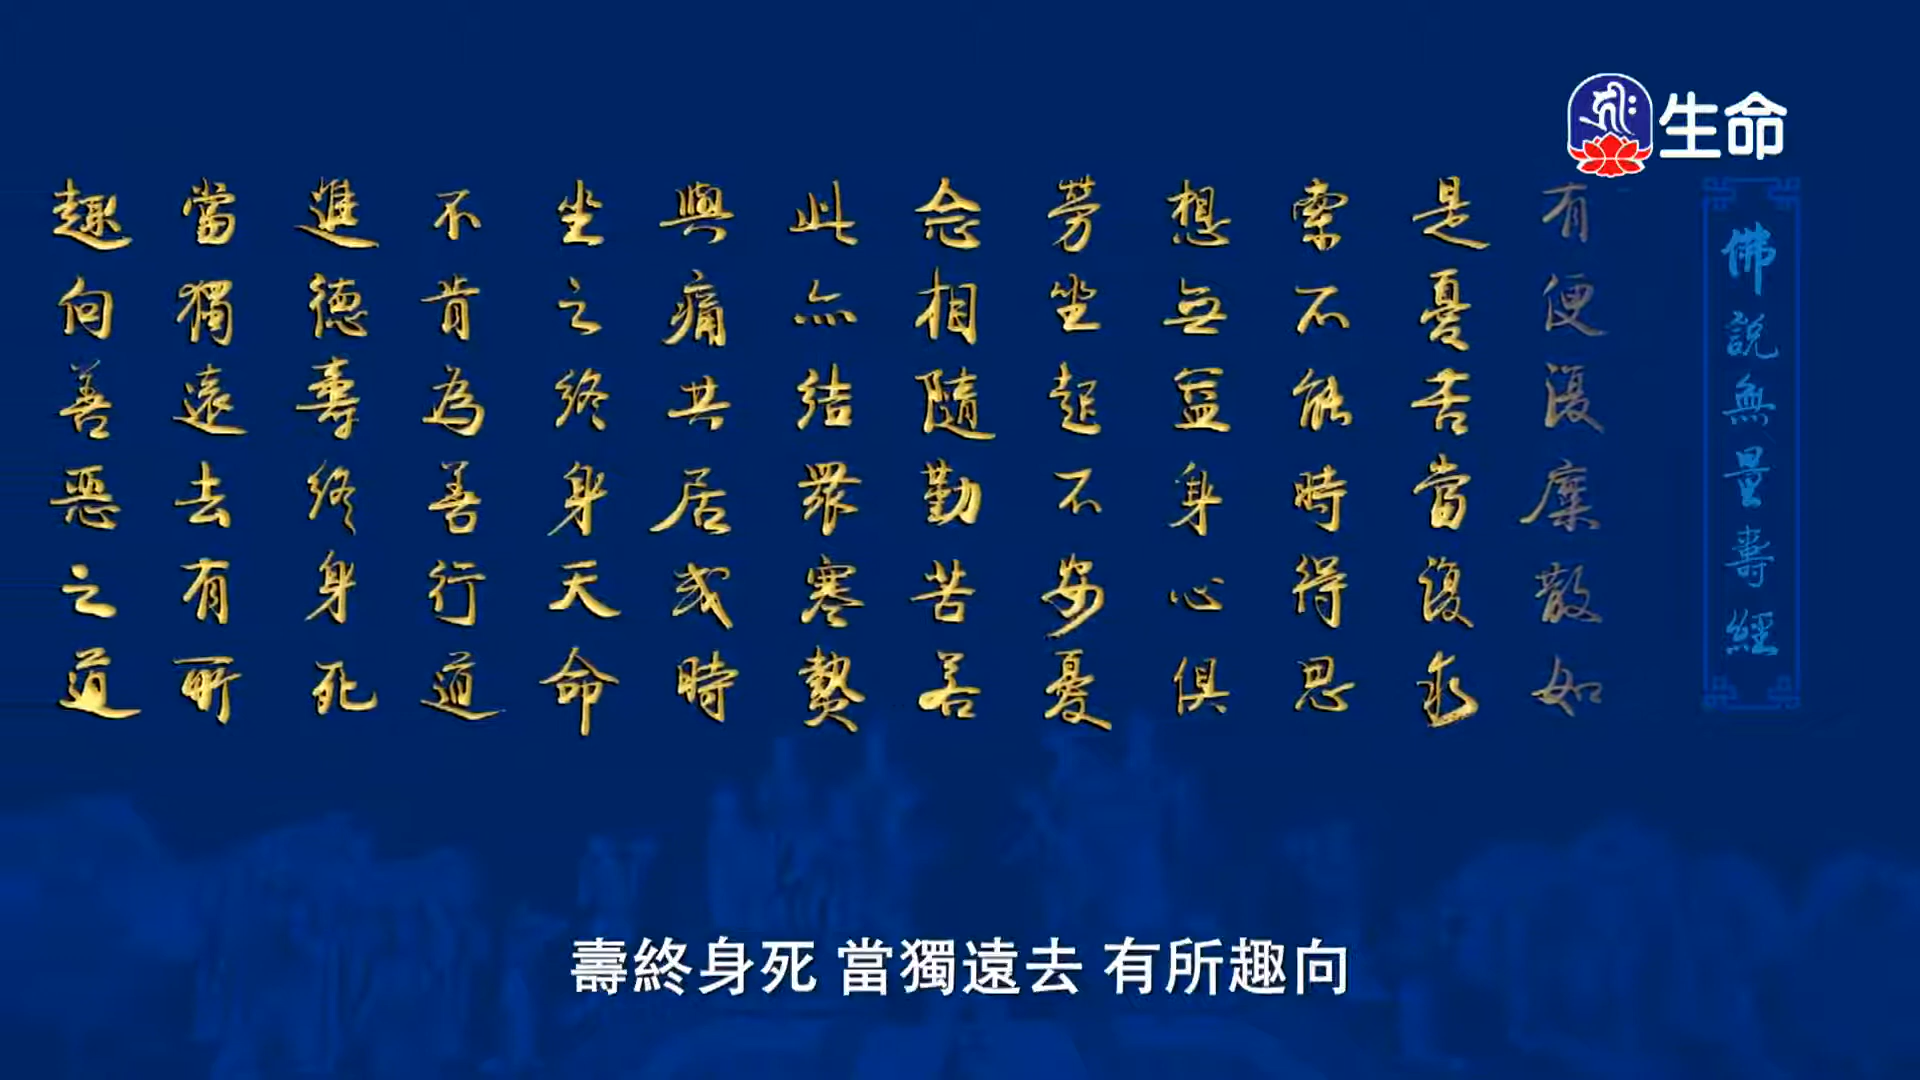 生命
佛說無量壽經
有便復糜散如
是憂苦當復求
索不能時得思
想無益身心俱
勞坐起不安憂
念相隨勤苦若
此亦結眾寒熱
與痛共居或時
坐之終身夭命
不肯為善行道
進德壽終身死
當獨遠去有所
趣向善惡之道
壽終身死 當獨遠去 有所趣向